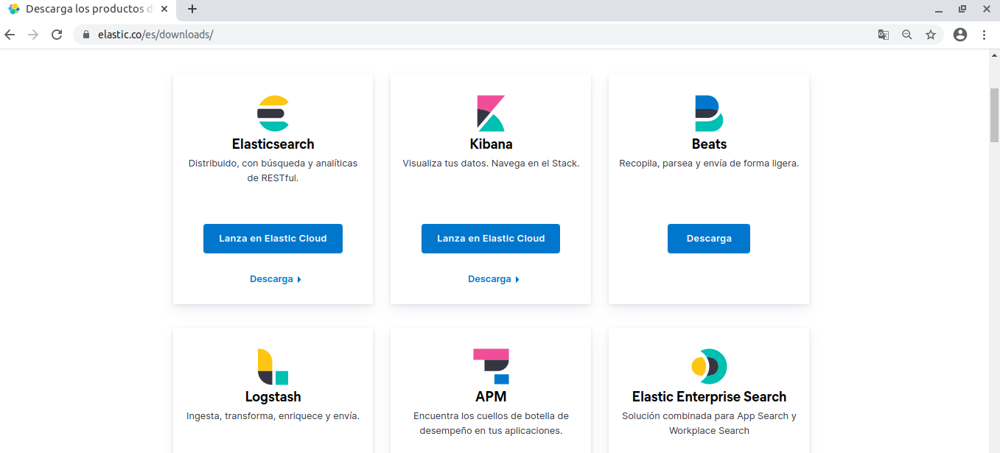 Descarga los productos d
elastic.co/es/downloads/
Elasticsearch
Distribuido, con búsqueda y analíticas
de RESTful.
Lanza en Elastic Cloud
Descarga
Kibana
Visualiza tus datos. Navega en el Stack.
Lanza en Elastic Cloud
Descarga
Beats
Recopila, parsea y envía de forma ligera.
Descarga
Logstash
Ingesta, transforma, enriquece y envía.
APM
Encuentra los cuellos de botella de
desempeño en tus aplicaciones.
Elastic Enterprise Search
Solución combinada para App Search y
Workplace Search